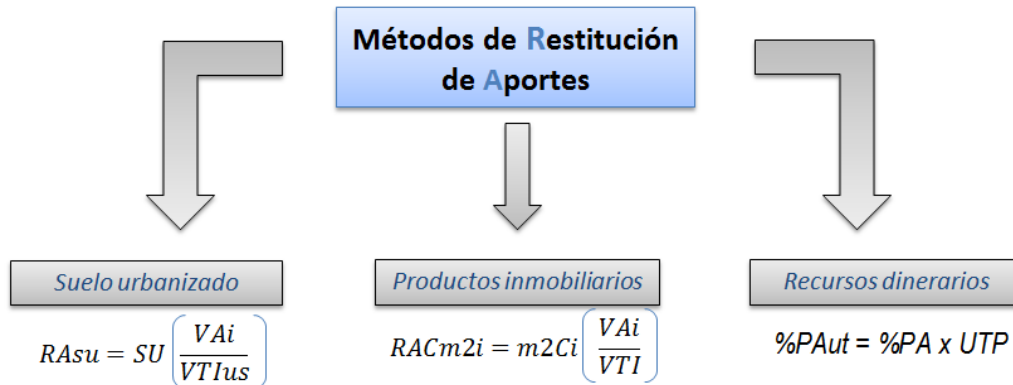 Métodos de Restitución
de Aportes
Suelo urbanizado
Productos inmobiliarios
Recursos dinerarios
RAsu = SU (VAi / VTIus)
RACm2i = m2Ci (VAi / VTI)
%PAut = %PA x UTP